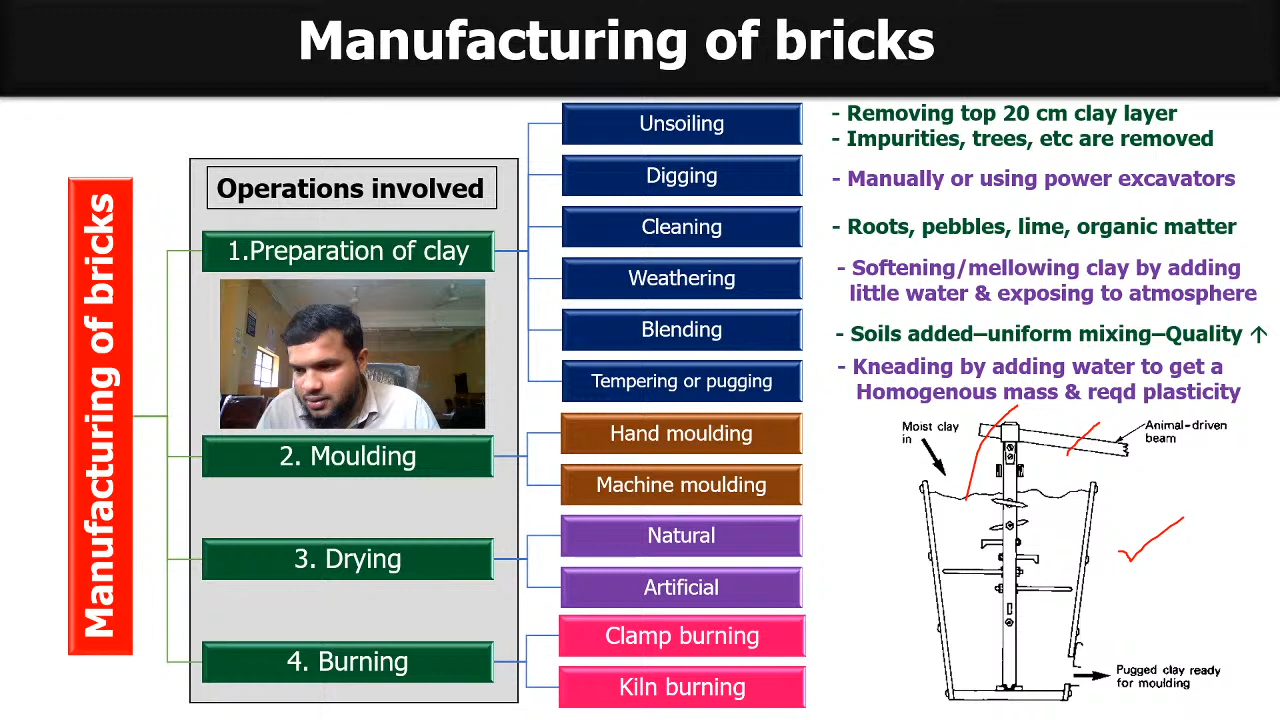 Manufacturing of bricks
Manufacturing of bricks
Operations involved
1.Preparation of clay
2. Moulding
3. Drying
4. Burning
Unsoiling
Digging
Cleaning
Weathering
Blending
Tempering or pugging
Hand moulding
Machine moulding
Natural
Artificial
Clamp burning
Kiln burning
- Removing top 20 cm clay layer
- Impurities, trees, etc are removed
- Manually or using power excavators
- Roots, pebbles, lime, organic matter
- Softening/mellowing clay by adding
little water & exposing to atmosphere
- Soils added–uniform mixing–Quality ↑
- Kneading by adding water to get a
Homogenous mass & reqd plasticity
Moist clay
in
Animal-driven
beam
Pugged clay ready
for moulding